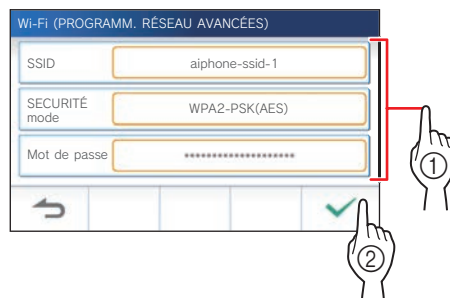 Wi-Fi (PROGRAMM. RÉSEAU AVANCÉES)
SSID
aiphone-ssid-1
SECURITÉ
mode
WPA2-PSK(AES)
Mot de passe
••••••••••••••••••••
①
②